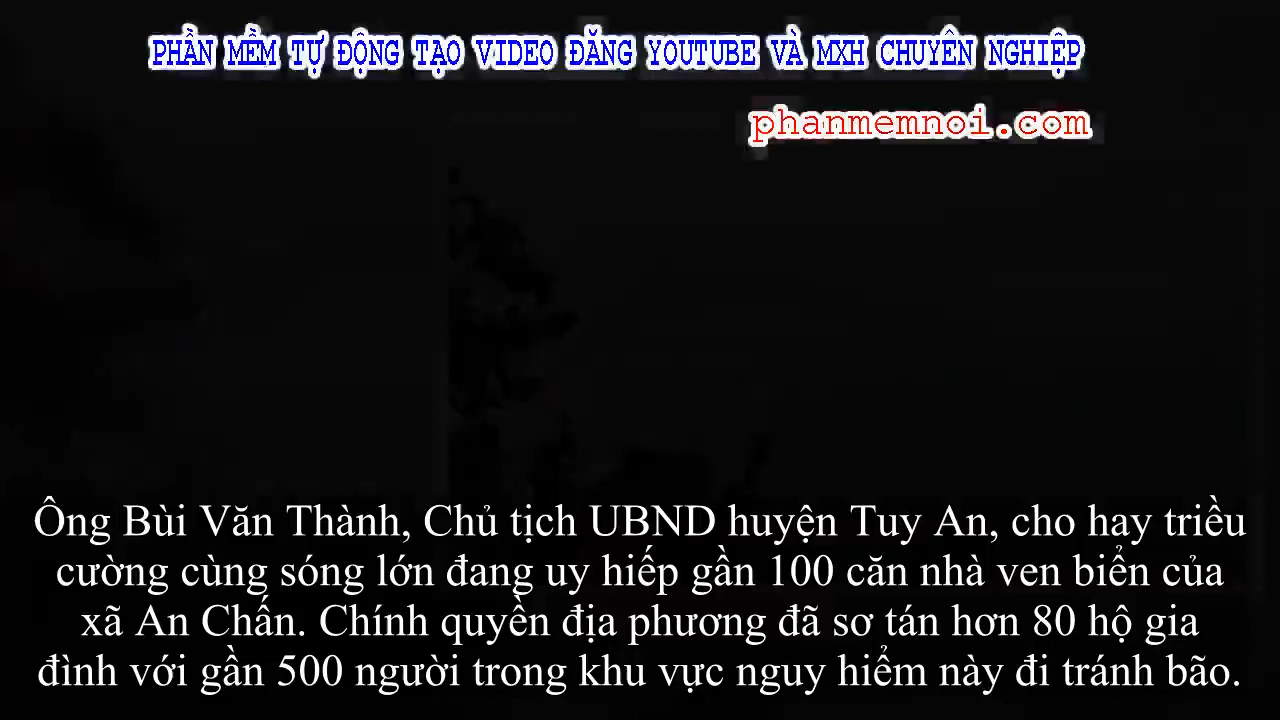 PHẦN MỀM TỰ ĐỘNG TẠO VIDEO ĐĂNG YOUTUBE VÀ MXH CHUYÊN NGHIỆP
phanmemnoi.com
Ông Bùi Văn Thành, Chủ tịch UBND huyện Tuy An, cho hay triều
cường cùng sóng lớn đang uy hiếp gần 100 căn nhà ven biển của
xã An Chấn. Chính quyền địa phương đã sơ tán hơn 80 hộ gia
đình với gần 500 người trong khu vực nguy hiểm này đi tránh bão.